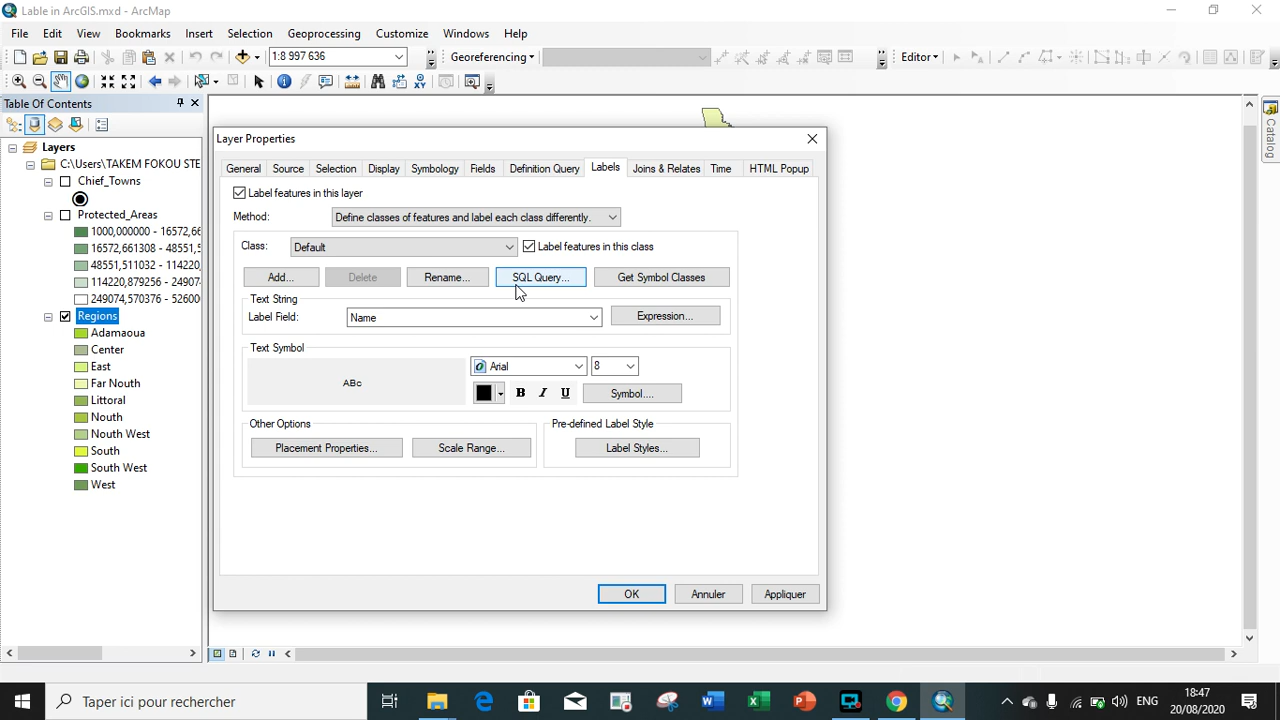 Lable in ArcGIS.mxd - ArcMap
File Edit View Bookmarks Insert Selection Geoprocessing Customize Windows Help
1:8 997 636 Georeferencing Editor
Table Of Contents
Layers
C:\Users\TAKEM FOKOU STE
Chief_Towns
Protected_Areas
1000,000000 - 16572,66
16572,661308 - 48551,5
48551,511032 - 114220,
114220,879256 - 24907
249074,570376 - 52600
Regions
Adamaoua
Center
East
Far Nouth
Littoral
Nouth
Nouth West
South
South West
West
Layer Properties
General Source Selection Display Symbology Fields Definition Query Labels Joins & Relates Time HTML Popup
Label features in this layer
Method: Define classes of features and label each class differently.
Class: Default Label features in this class
Add... Delete Rename... SQL Query... Get Symbol Classes
Text String
Label Field: Name Expression...
Text Symbol
ABc Arial 8
B I U Symbol....
Other Options Pre-defined Label Style
Placement Properties... Scale Range... Label Styles...
OK Annuler Appliquer
Catalog
Taper ici pour rechercher
ENG
18:47
20/08/2020